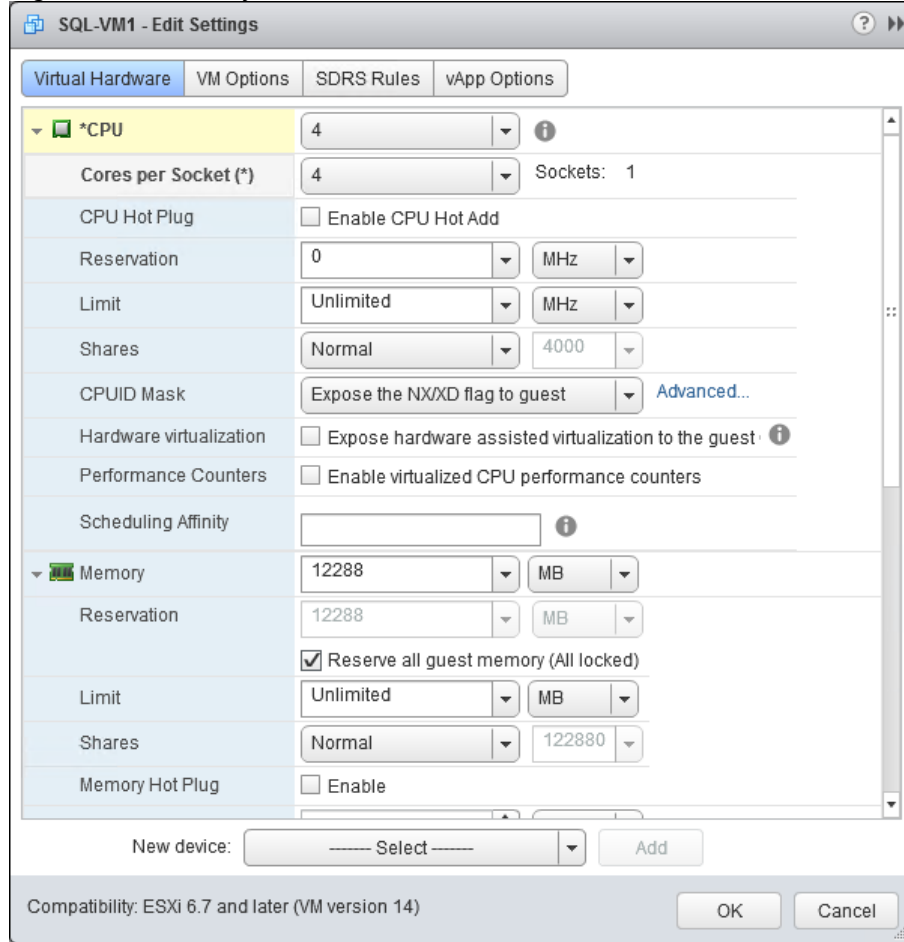 SQL-VM1 - Edit Settings
Virtual Hardware VM Options SDRS Rules vApp Options
*CPU 4
Cores per Socket (*) 4 Sockets: 1
CPU Hot Plug Enable CPU Hot Add
Reservation 0 MHz
Limit Unlimited MHz
Shares Normal 4000
CPUID Mask Expose the NX/XD flag to guest Advanced...
Hardware virtualization Expose hardware assisted virtualization to the guest
Performance Counters Enable virtualized CPU performance counters
Scheduling Affinity
Memory 12288 MB
Reservation 12288 MB
Reserve all guest memory (All locked)
Limit Unlimited MB
Shares Normal 122880
Memory Hot Plug Enable
New device: ------- Select ------- Add
Compatibility: ESXi 6.7 and later (VM version 14) OK Cancel